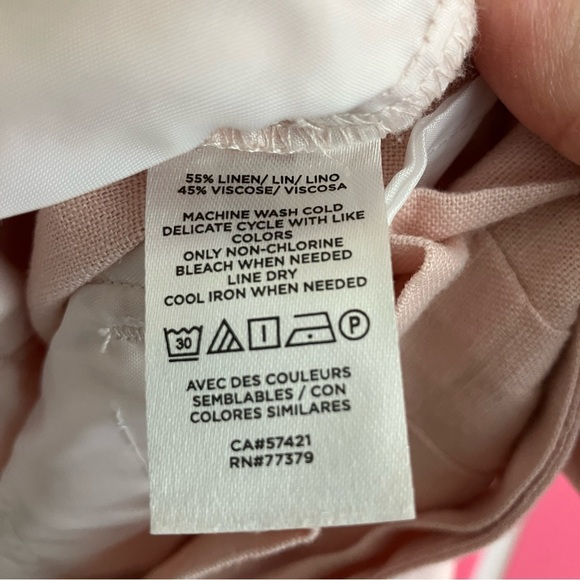 55% LINEN/ LIN/ LINO
45% VISCOSE/ VISCOSA
MACHINE WASH COLD
DELICATE CYCLE WITH LIKE
COLORS
ONLY NON-CHLORINE
BLEACH WHEN NEEDED
LINE DRY
COOL IRON WHEN NEEDED
30 P
AVEC DES COULEURS
SEMBLABLES / CON
COLORES SIMILARES
CA#57421
RN#77379